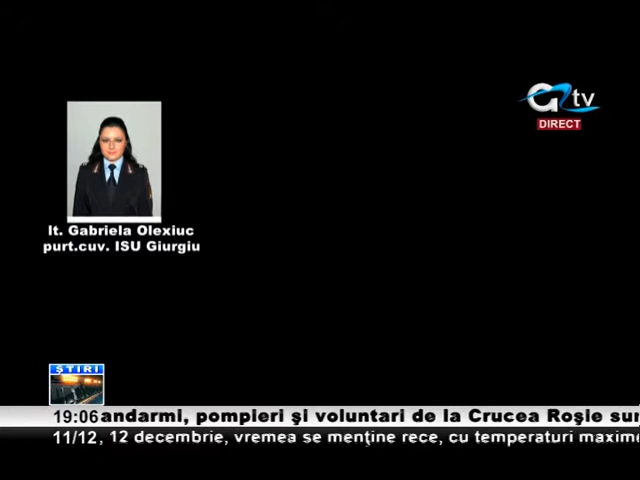 G tv
DIRECT
lt. Gabriela Olexiuc
purt.cuv. ISU Giurgiu
ŞTIRI
19:06 andarmi, pompieri şi voluntari de la Crucea Roşie sun
11/12, 12 decembrie, vremea se menţine rece, cu temperaturi maxime